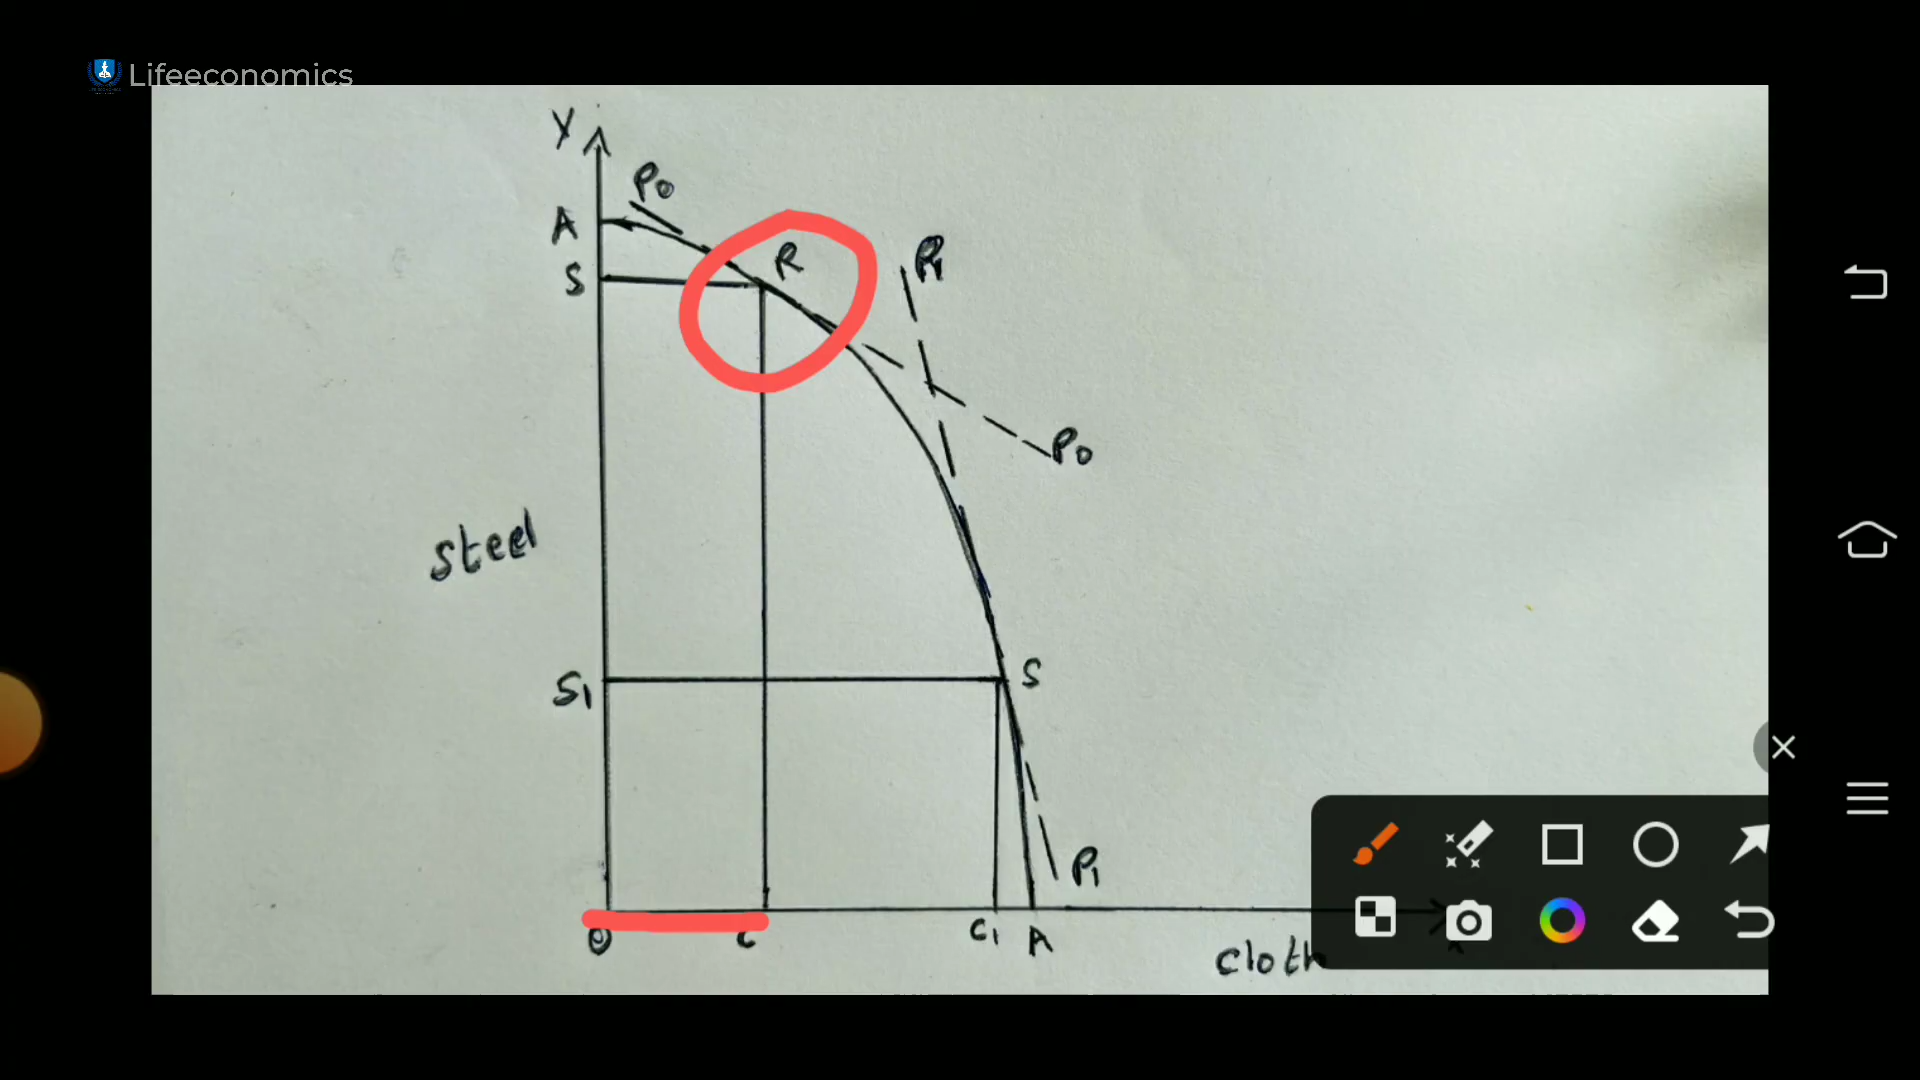 Lifeeconomics
Y
P0
A
R
P1
S
P0
steel
S
S1
P1
O
C
C1
A
cloth